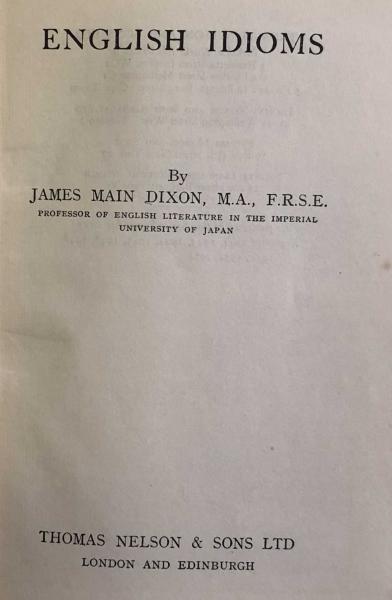 ENGLISH IDIOMS
By
JAMES MAIN DIXON, M.A., F.R.S.E.
PROFESSOR OF ENGLISH LITERATURE IN THE IMPERIAL
UNIVERSITY OF JAPAN
THOMAS NELSON & SONS LTD
LONDON AND EDINBURGH